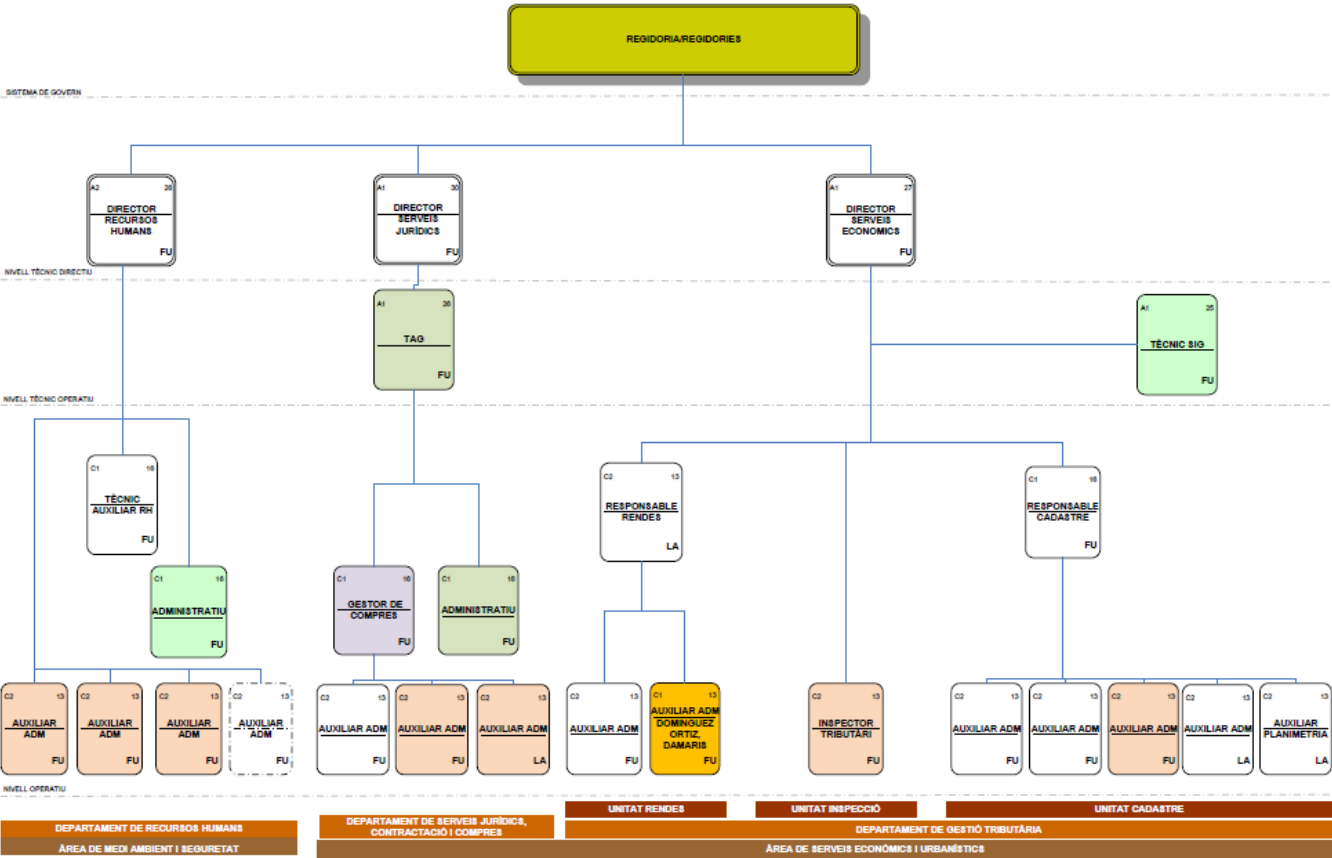 REGIDORIA/REGIDORIES
SISTEMA DE GOVERN
A2 28
DIRECTOR
RECURSOS
HUMANS
FU
A1 30
DIRECTOR
SERVEIS
JURÍDICS
FU
A1 27
DIRECTOR
SERVEIS
ECONOMICS
FU
NIVELL TÈCNIC DIRECTIU
A1 26
TAG
FU
A1 25
TÈCNIC SIG
FU
NIVELL TÈCNIC OPERATIU
C1 18
TÈCNIC
AUXILIAR RH
FU
C2 13
RESPONSABLE
RENDES
LA
C1 18
RESPONSABLE
CADASTRE
FU
C1 16
ADMINISTRATIU
FU
C1 16
GESTOR DE
COMPRES
FU
C1 16
ADMINISTRATIU
FU
C2 13
AUXILIAR
ADM
FU
C2 13
AUXILIAR
ADM
FU
C2 13
AUXILIAR
ADM
FU
C2 13
AUXILIAR
ADM
FU
C2 13
AUXILIAR ADM
FU
C2 13
AUXILIAR ADM
FU
C2 13
AUXILIAR ADM
LA
C2 13
AUXILIAR ADM
FU
C1 13
AUXILIAR ADM
DOMINGUEZ
ORTIZ,
DAMARIS
FU
C2 13
INSPECTOR
TRIBUTÀRI
FU
C2 13
AUXILIAR ADM
FU
C2 13
AUXILIAR ADM
FU
C2 13
AUXILIAR ADM
FU
C2 13
AUXILIAR ADM
LA
C2 13
AUXILIAR
PLANIMETRIA
LA
NIVELL OPERATIU
UNITAT RENDES
UNITAT INSPECCIÓ
UNITAT CADASTRE
DEPARTAMENT DE RECURSOS HUMANS
DEPARTAMENT DE SERVEIS JURÍDICS,
CONTRACTACIÓ I COMPRES
DEPARTAMENT DE GESTIÓ TRIBUTÀRIA
ÀREA DE MEDI AMBIENT I SEGURETAT
ÀREA DE SERVEIS ECONÒMICS I URBANÍSTICS